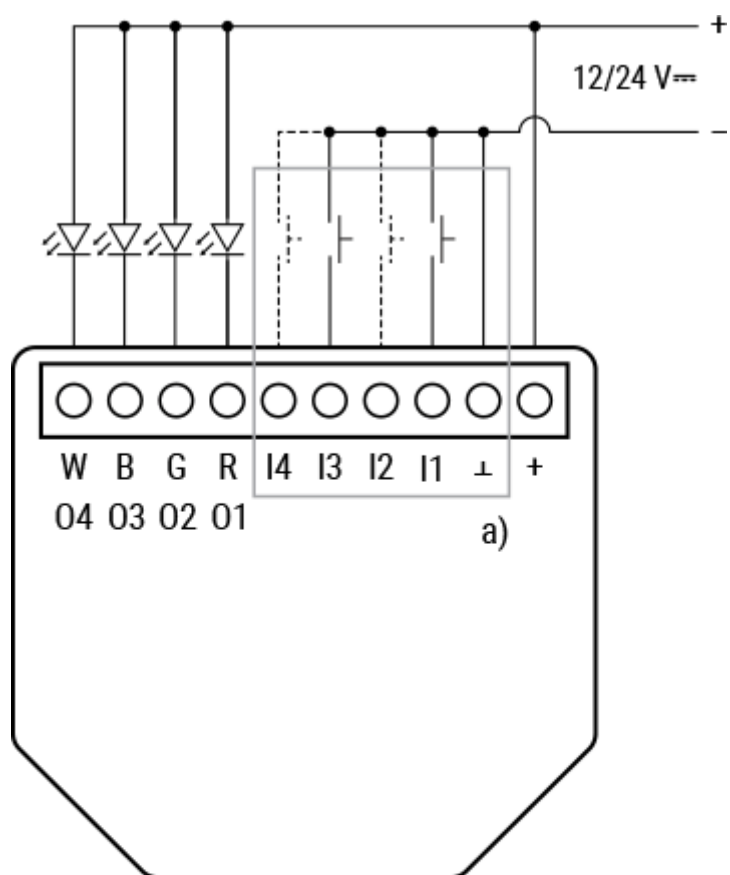 +
12/24 V⎓
−
W B G R I4 I3 I2 I1 ⊥ +
O4 O3 O2 O1
a)